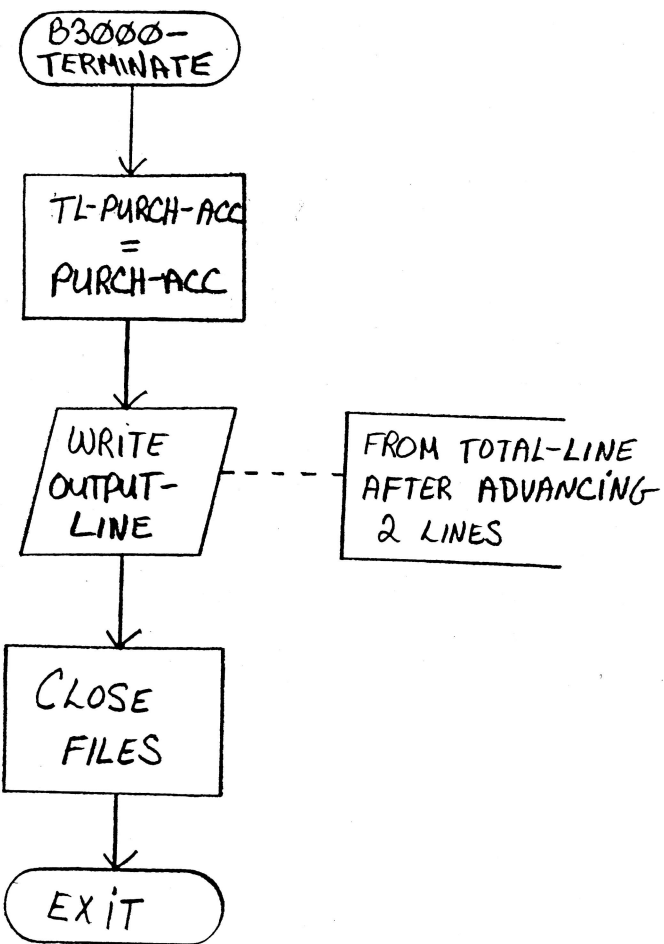 B3ØØØ-
TERMINATE
TL-PURCH-ACC
=
PURCH-ACC
WRITE
OUTPUT-
LINE
FROM TOTAL-LINE
AFTER ADVANCING
2 LINES
CLOSE
FILES
EXIT